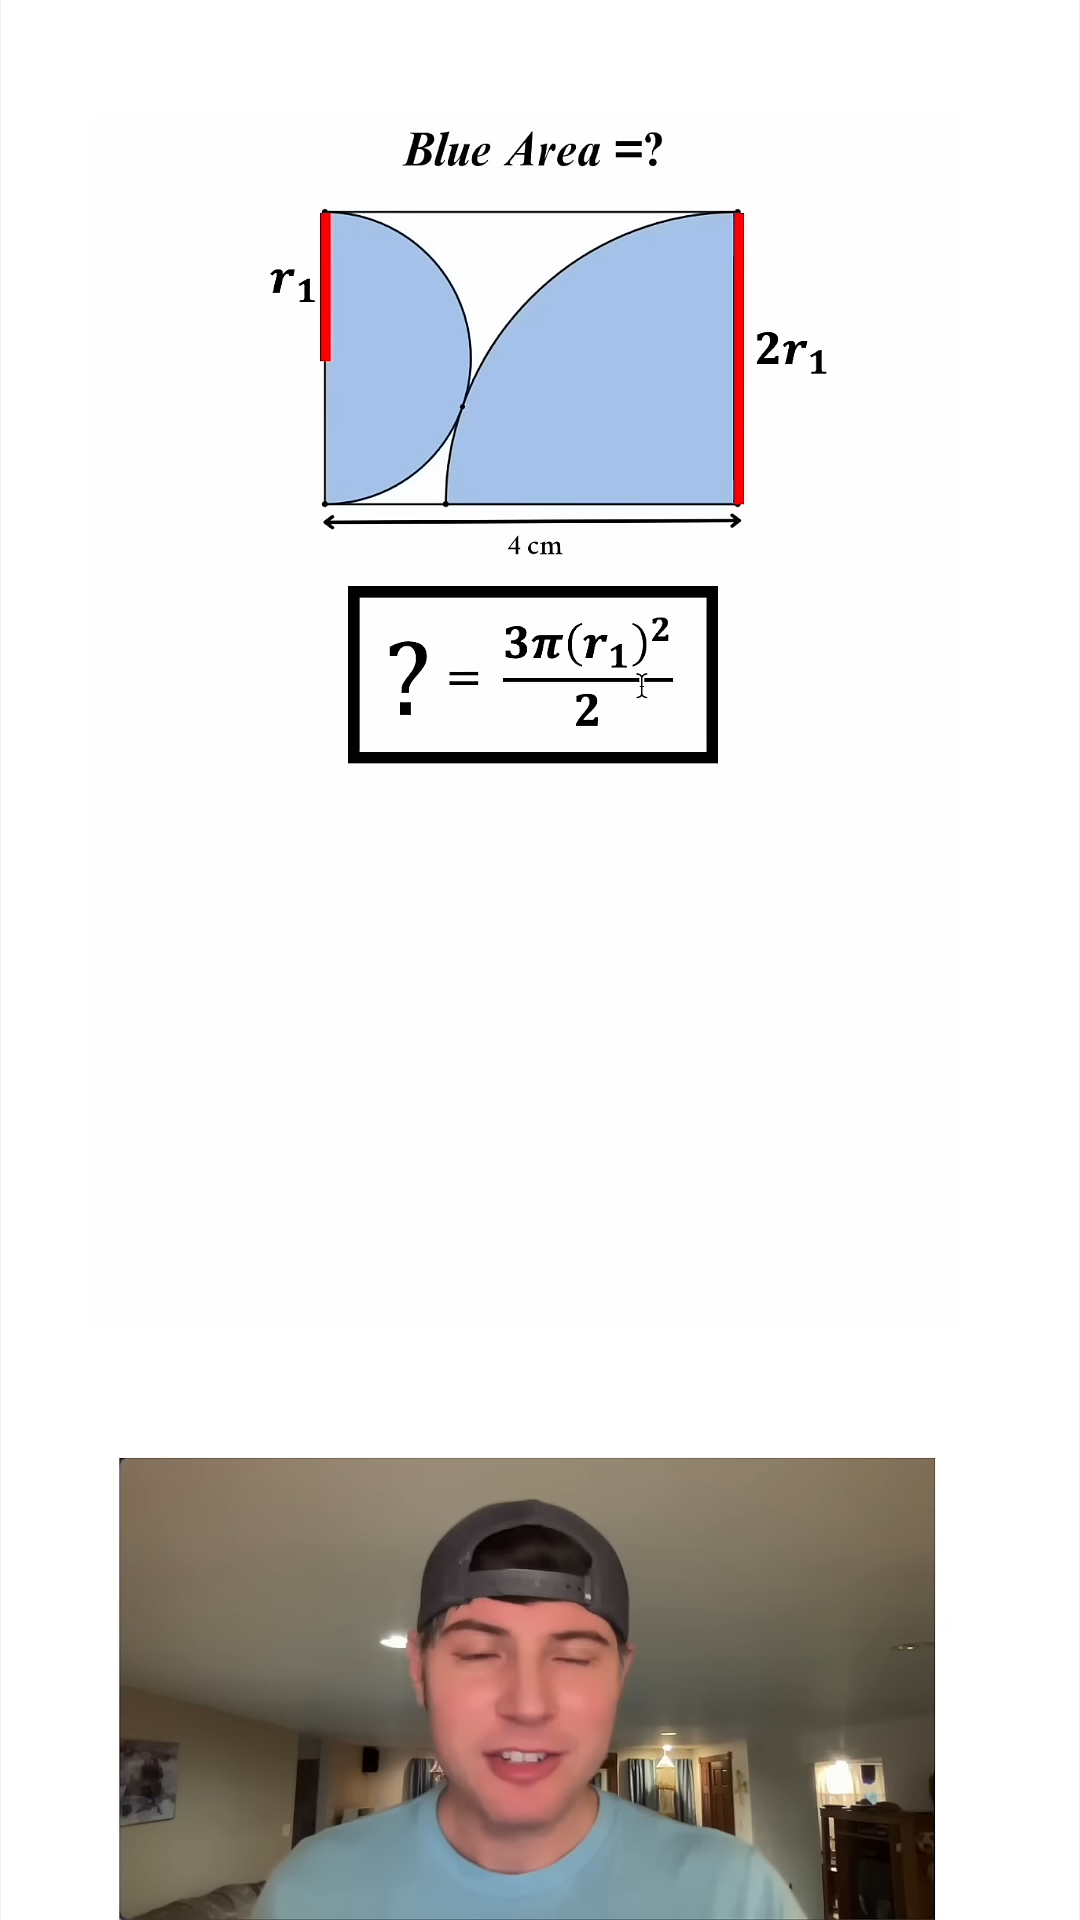 Blue Area =?
r₁
2r₁
4 cm
? = 3π(r₁)²/2